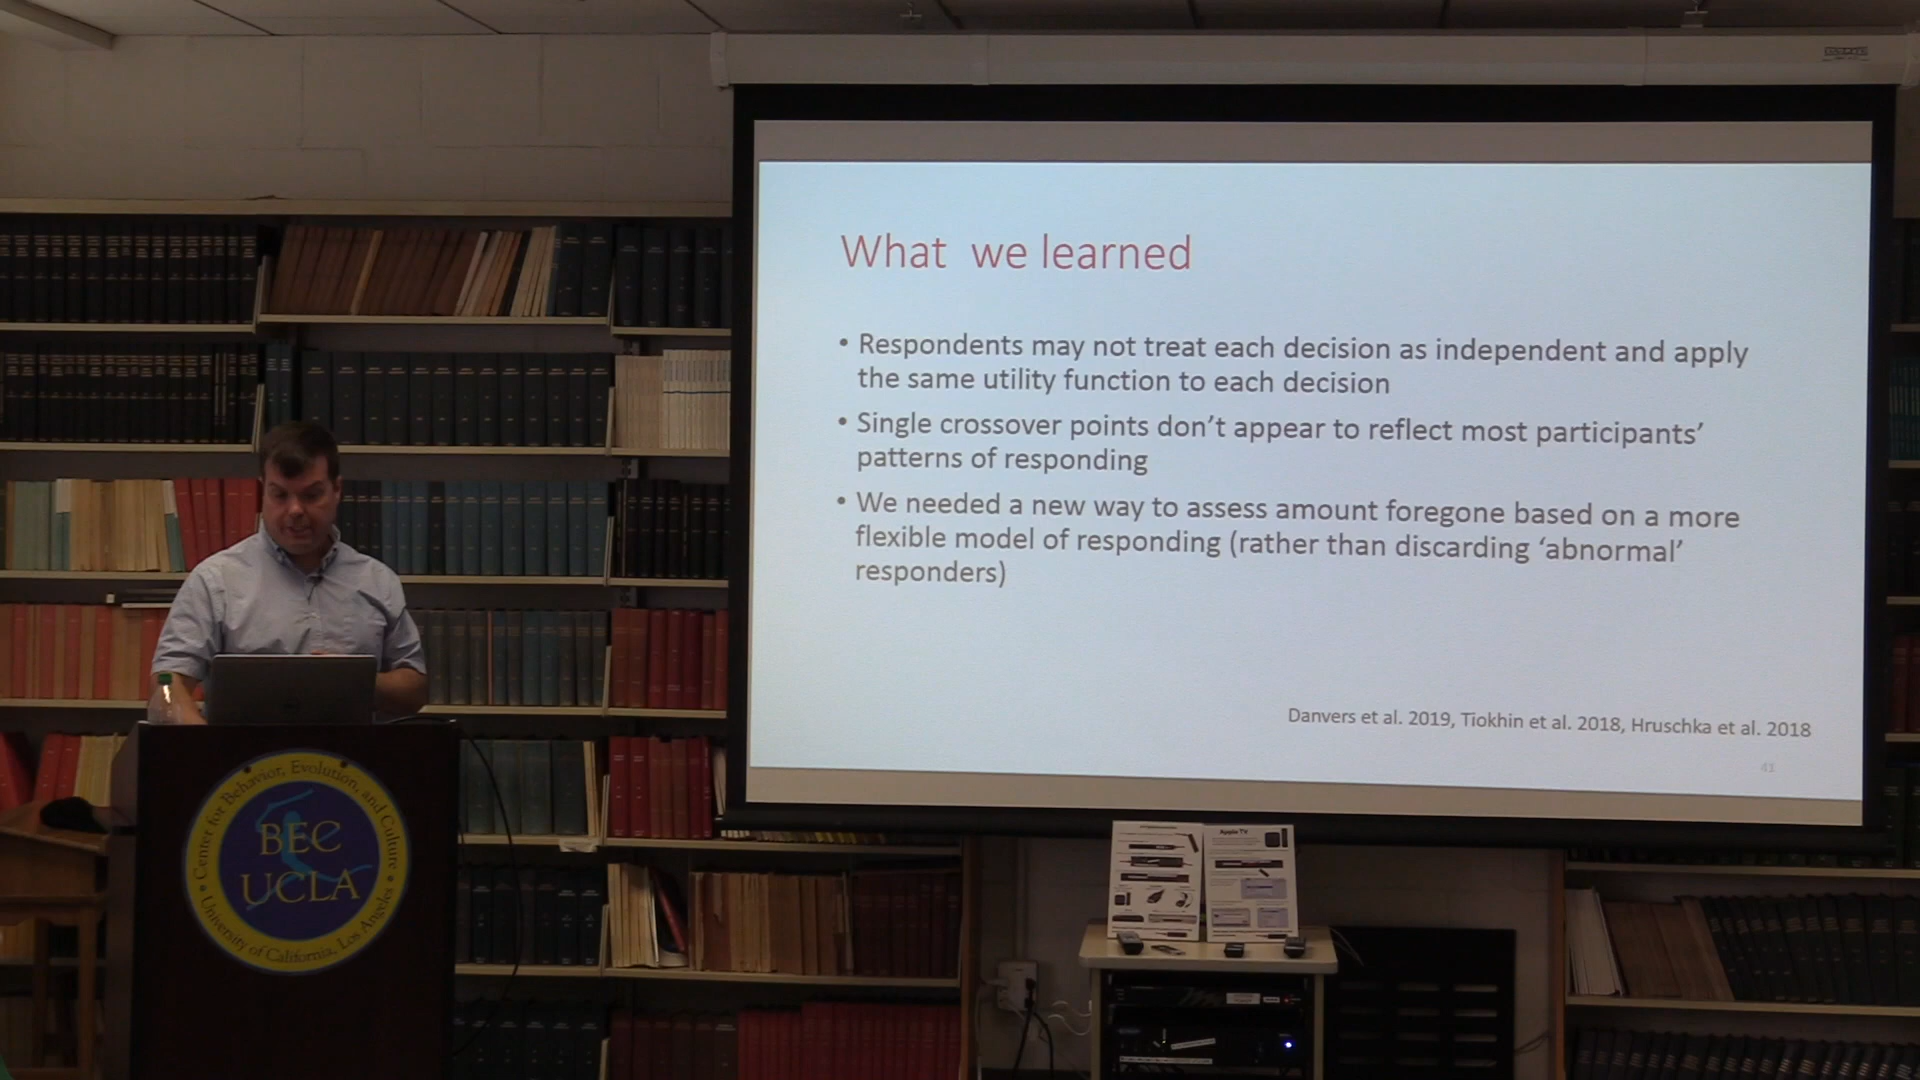 What  we learned
• Respondents may not treat each decision as independent and apply
the same utility function to each decision
• Single crossover points don’t appear to reflect most participants’
patterns of responding
• We needed a new way to assess amount foregone based on a more
flexible model of responding (rather than discarding ‘abnormal’
responders)
Danvers et al. 2019, Tiokhin et al. 2018, Hruschka et al. 2018
41
Center for Behavior, Evolution, and Culture
BEC
UCLA
• University of California, Los Angeles •
Apple TV